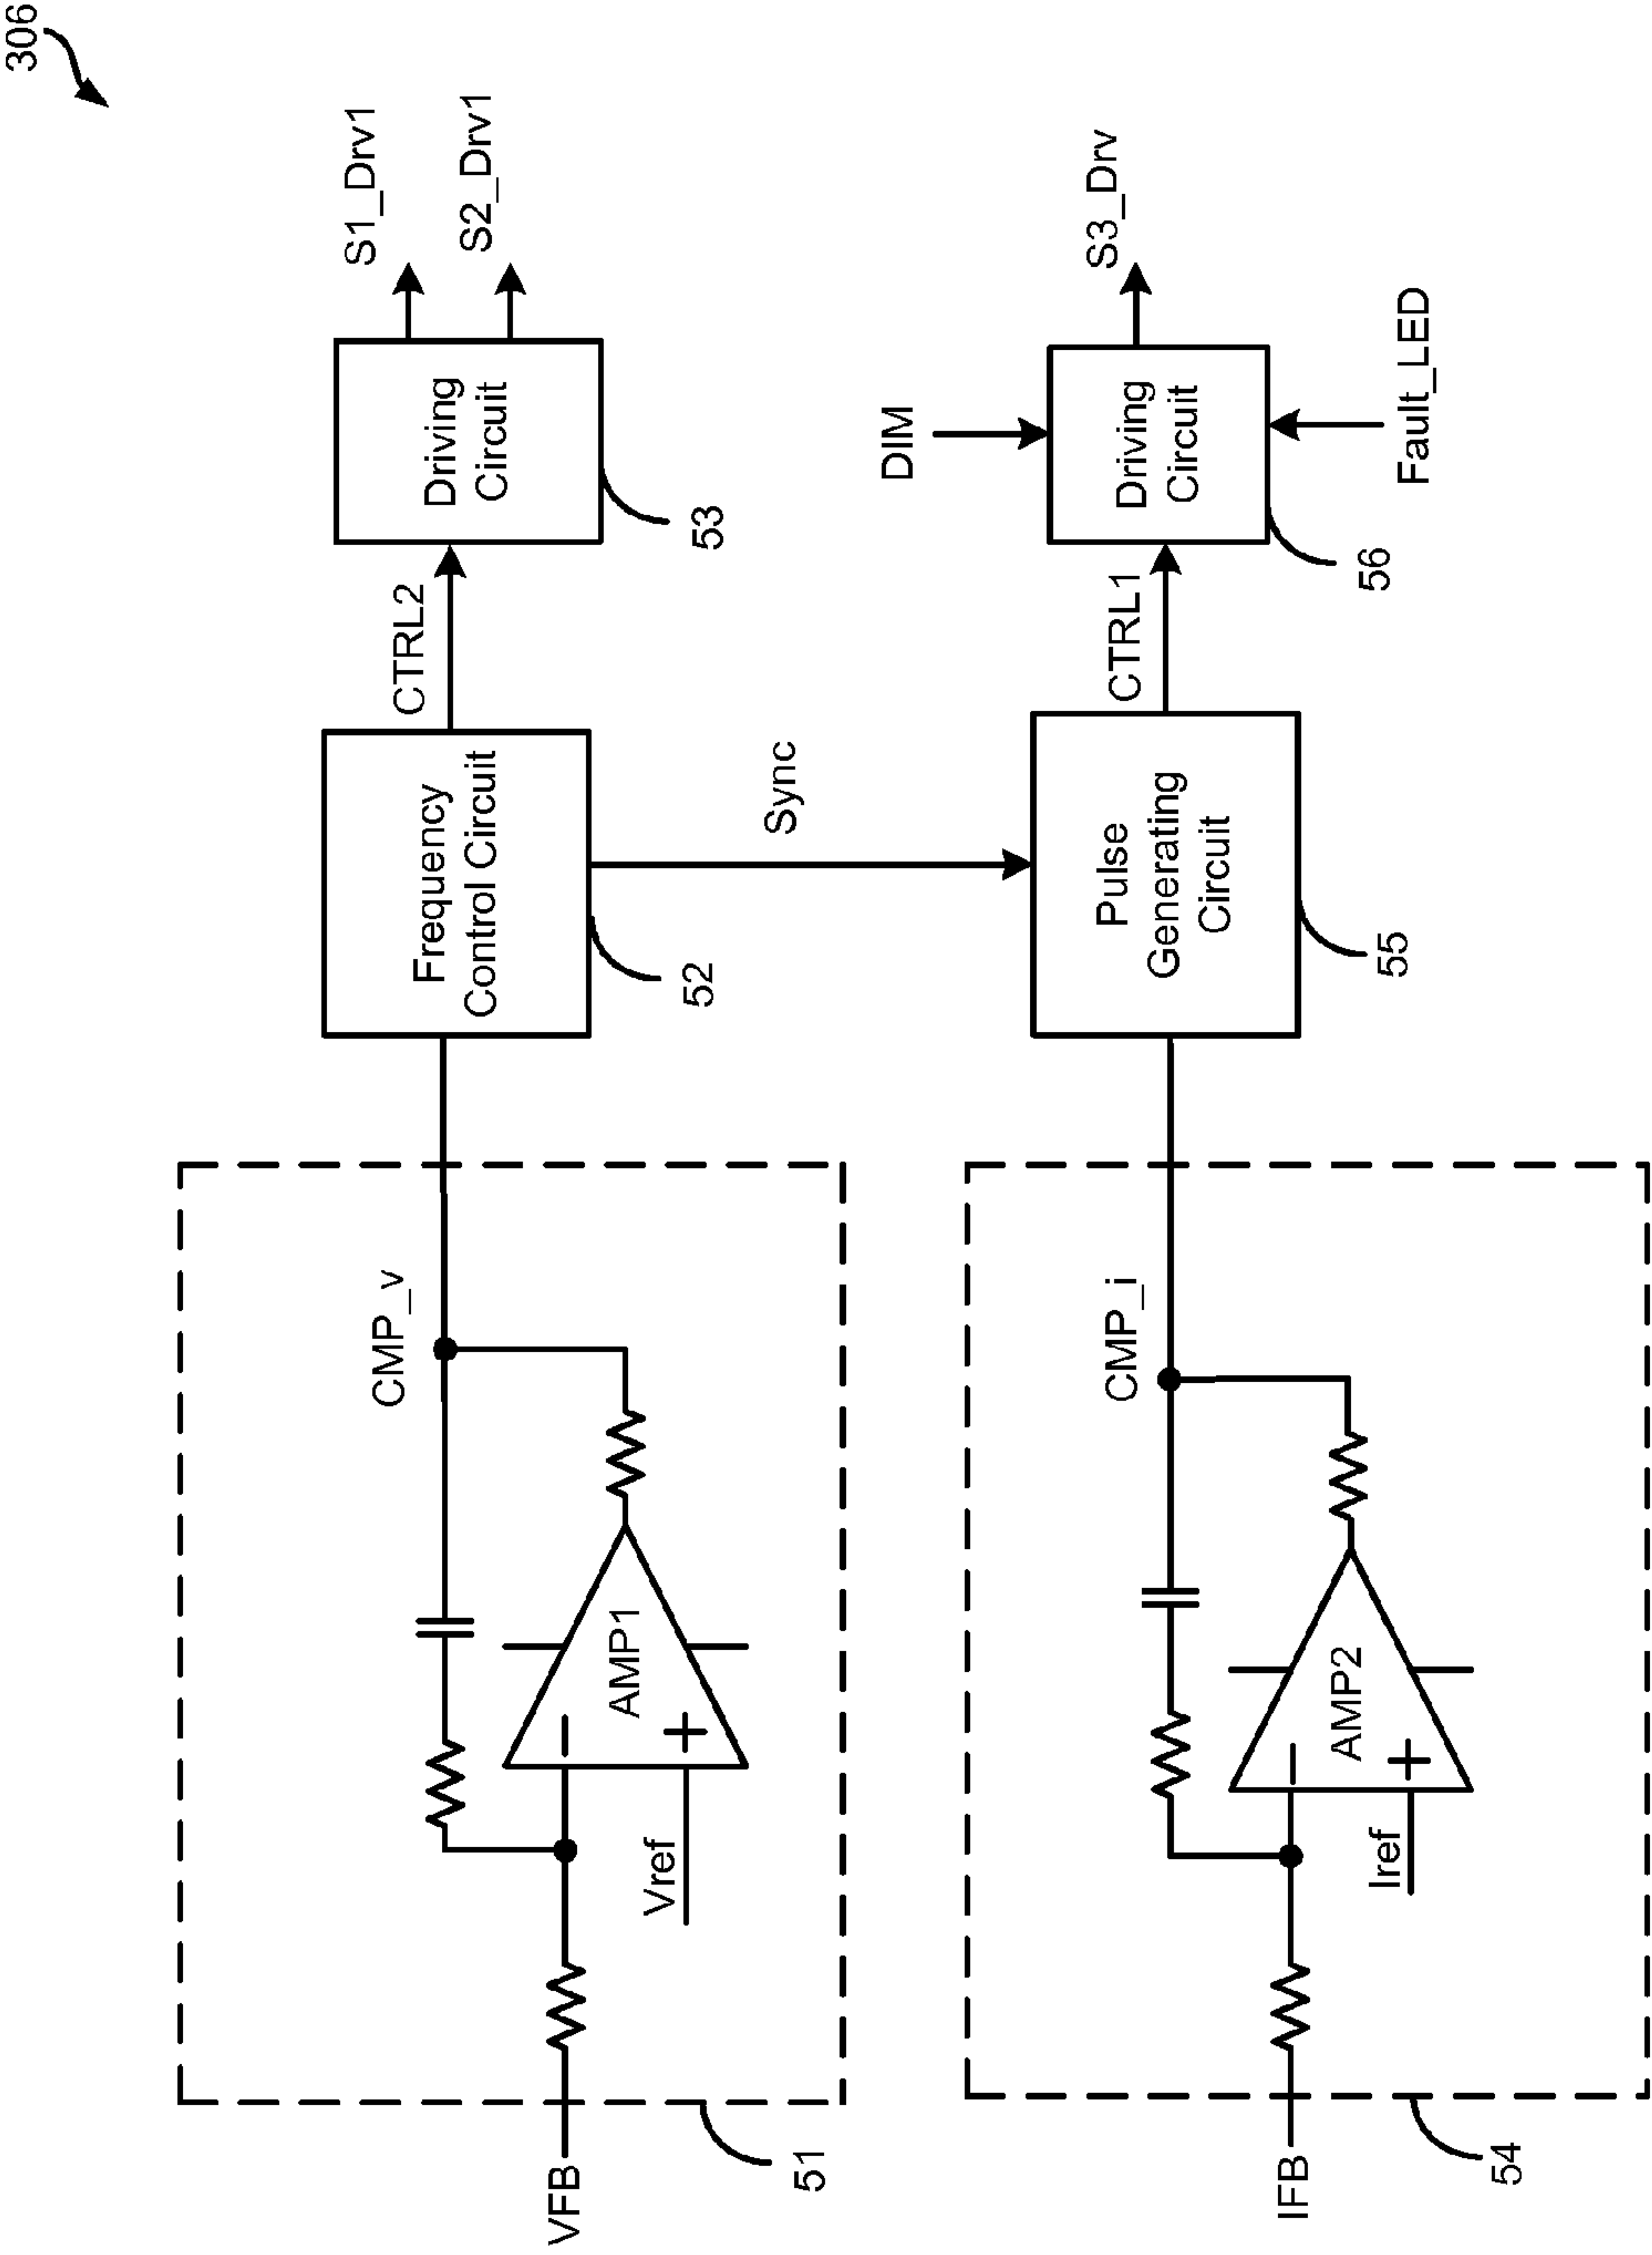 306
S1_Drv1
S2_Drv1
Driving
Circuit
53
CTRL2
Frequency
Control Circuit
52
Sync
CMP_v
AMP1
−
+
Vref
VFB
51
S3_Drv
DIM
Driving
Circuit
Fault_LED
56
CTRL1
Pulse
Generating
Circuit
55
CMP_i
AMP2
−
+
Iref
IFB
54